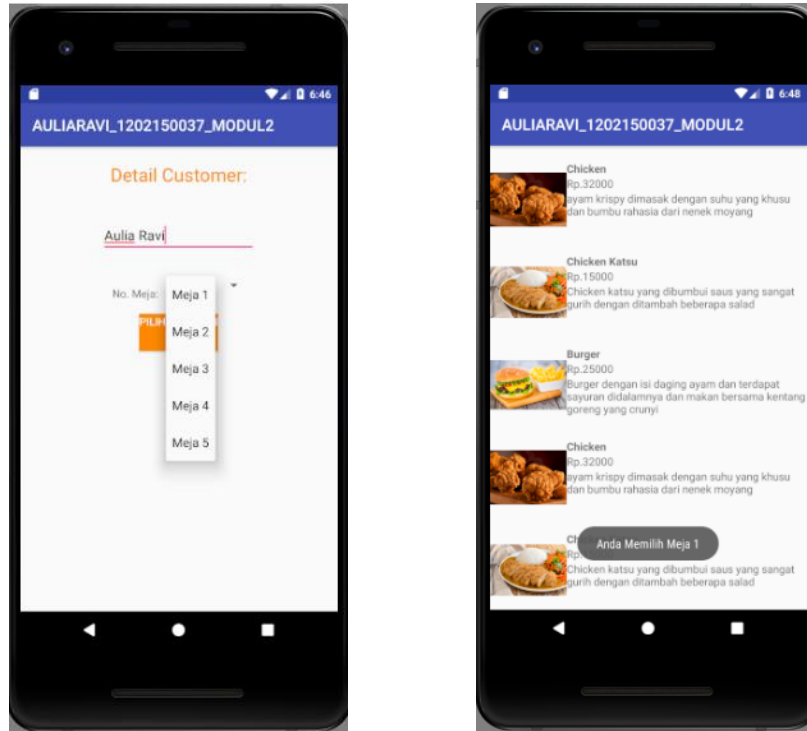 6:46
AULIARAVI_1202150037_MODUL2
Detail Customer:
Aulia Ravi
No. Meja:
PILIH
Meja 1
Meja 2
Meja 3
Meja 4
Meja 5
6:48
AULIARAVI_1202150037_MODUL2
Chicken
Rp.32000
ayam krispy dimasak dengan suhu yang khusu
dan bumbu rahasia dari nenek moyang
Chicken Katsu
Rp.15000
Chicken katsu yang dibumbui saus yang sangat
gurih dengan ditambah beberapa salad
Burger
Rp.25000
Burger dengan isi daging ayam dan terdapat
sayuran didalamnya dan makan bersama kentang
goreng yang crunyi
Chicken
Rp.32000
ayam krispy dimasak dengan suhu yang khusu
dan bumbu rahasia dari nenek moyang
Anda Memilih Meja 1
Chicken katsu yang dibumbui saus yang sangat
gurih dengan ditambah beberapa salad